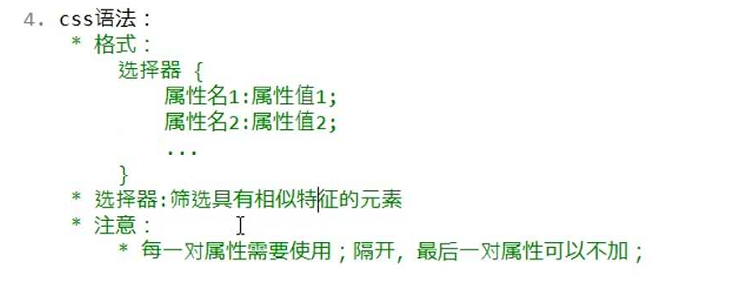 4. css语法：
* 格式：
选择器 {
属性名1:属性值1;
属性名2:属性值2;
...
}
* 选择器:筛选具有相似特征的元素
* 注意：
* 每一对属性需要使用；隔开，最后一对属性可以不加；